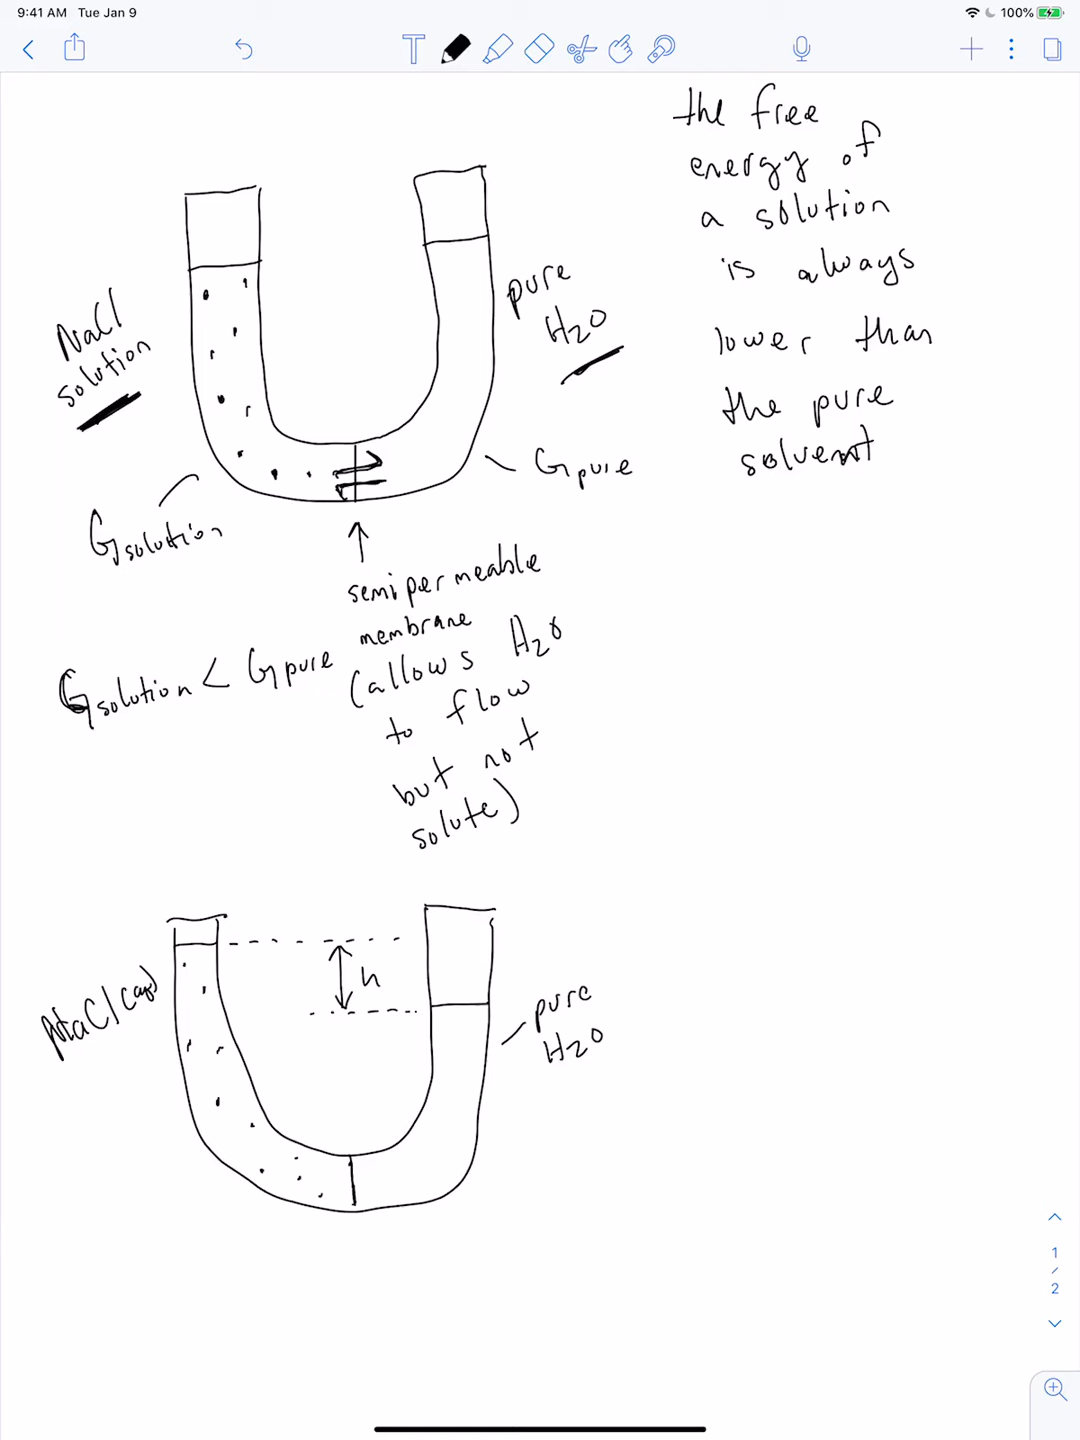 9:41 AM Tue Jan 9
100%
T
the free
energy of
a solution
is always
lower than
the pure
solvent
NaCl
solution
pure
H2O
Gpure
Gsolution
semipermeable
membrane
(allows H2O
to flow
but not
solute)
Gsolution < Gpure
h
NaCl(aq)
pure
H2O
1
/
2